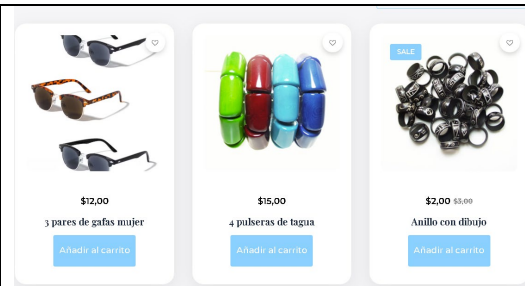 SALE
$12,00
3 pares de gafas mujer
Añadir al carrito
$15,00
4 pulseras de tagua
Añadir al carrito
$2,00 $3,00
Anillo con dibujo
Añadir al carrito